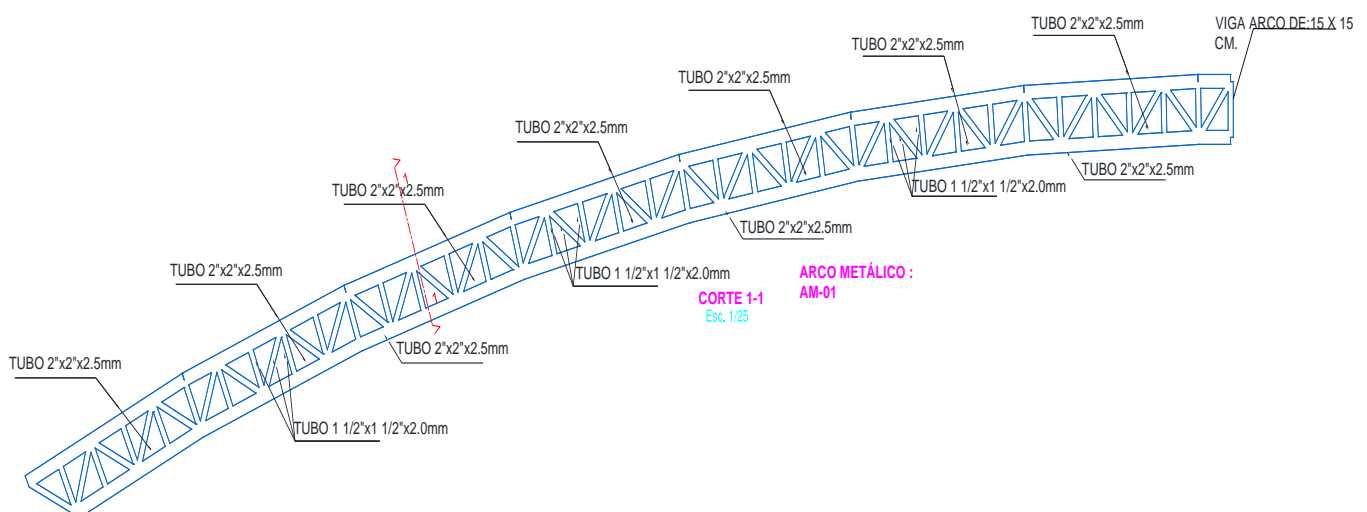 TUBO 2"x2"x2.5mm
VIGA ARCO DE:15 X 15
CM.
TUBO 2"x2"x2.5mm
TUBO 2"x2"x2.5mm
TUBO 2"x2"x2.5mm
TUBO 2"x2"x2.5mm
TUBO 2"x2"x2.5mm
TUBO 1 1/2"x1 1/2"x2.0mm
TUBO 2"x2"x2.5mm
TUBO 2"x2"x2.5mm
TUBO 1 1/2"x1 1/2"x2.0mm
ARCO METÁLICO :
AM-01
CORTE 1-1
Esc. 1/25
TUBO 2"x2"x2.5mm
TUBO 2"x2"x2.5mm
TUBO 1 1/2"x1 1/2"x2.0mm
1
1